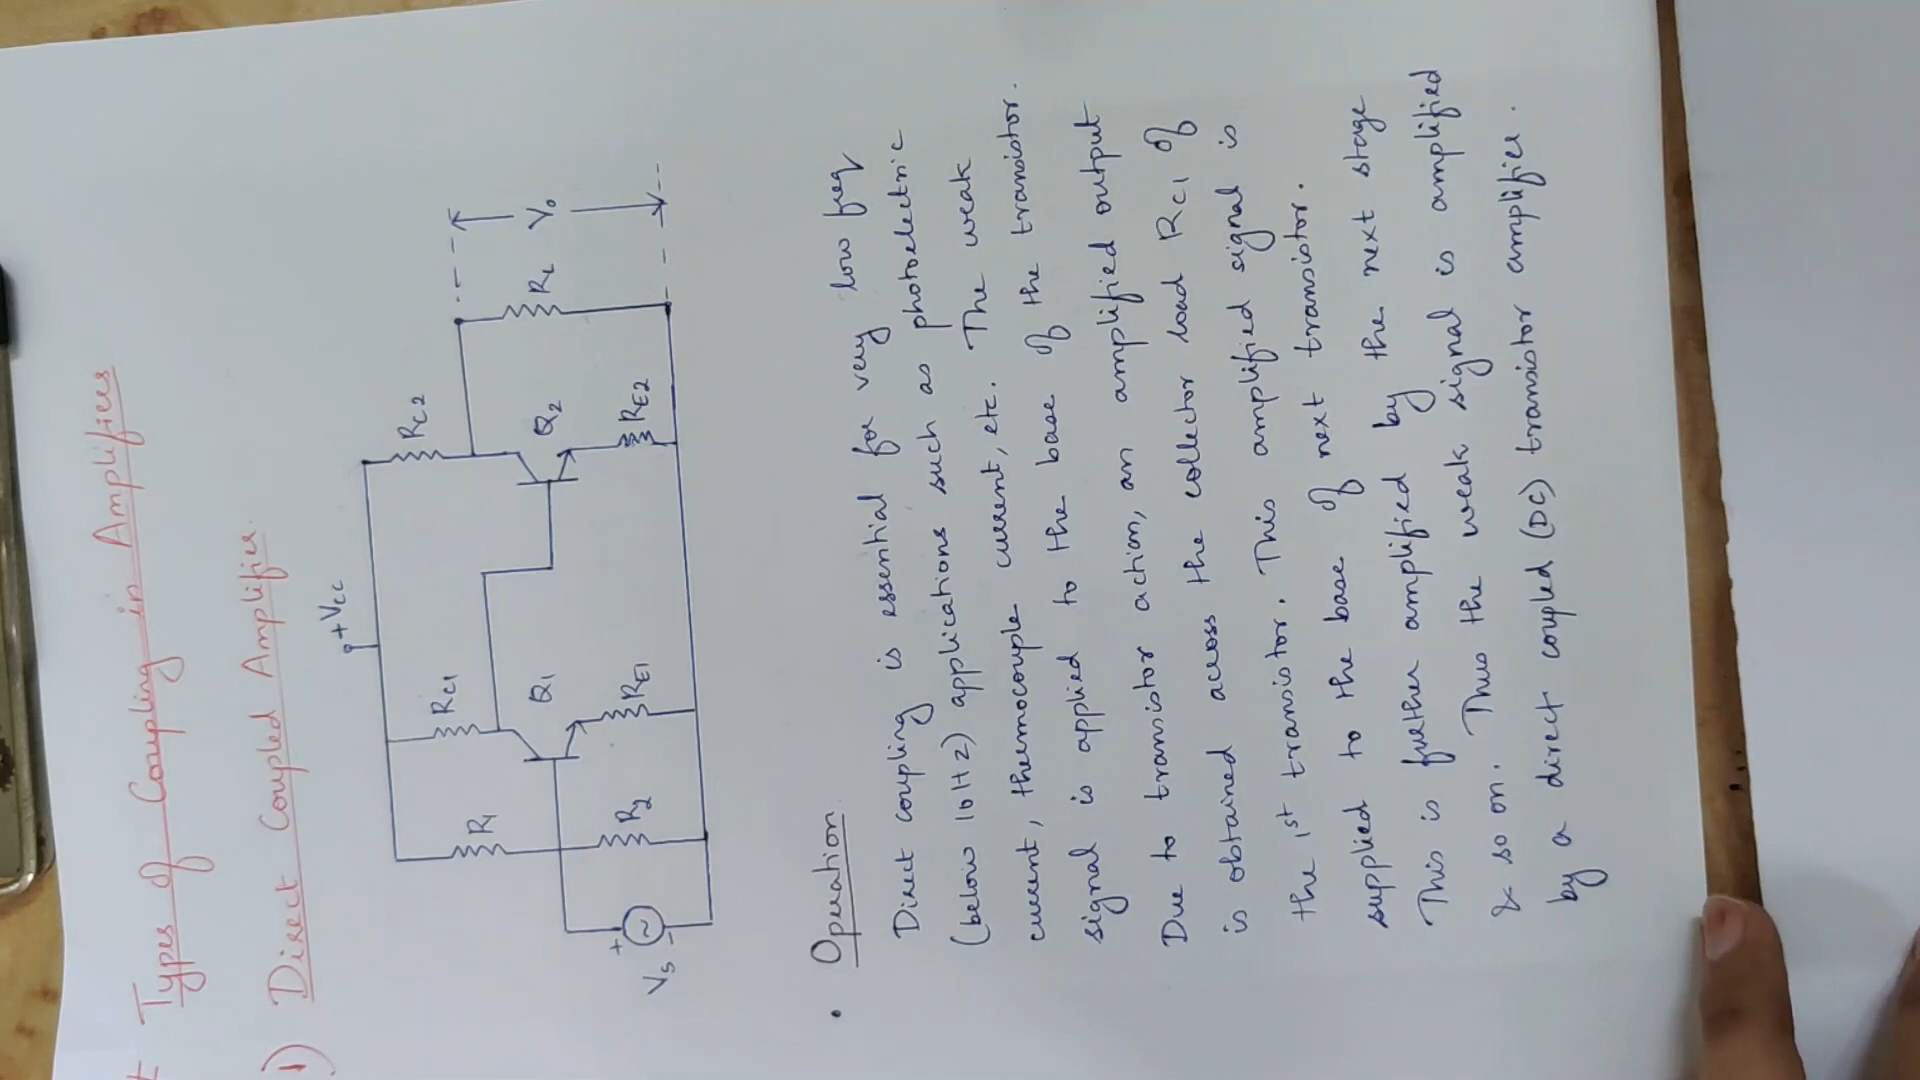 * Types of Coupling in Amplifiers
1) Direct Coupled Amplifier.
+Vcc
R1
RC1
RC2
Q1
Q2
RL
Vo
R2
RE1
RE2
Vs
+
-
• Operation
Direct coupling is essential for very low freq
(below 10Hz) applications such as photoelectric
current, themocouple current, etc. The weak
signal is applied to the base of the transistor.
Due to transistor action, an amplified output
is obtained across the collector load RC1 of
the 1st transistor. This amplified signal is
supplied to the base of next transistor.
This is further amplified by the next stage
& so on. Thus the weak signal is amplified
by a direct coupled (DC) transistor amplifier.